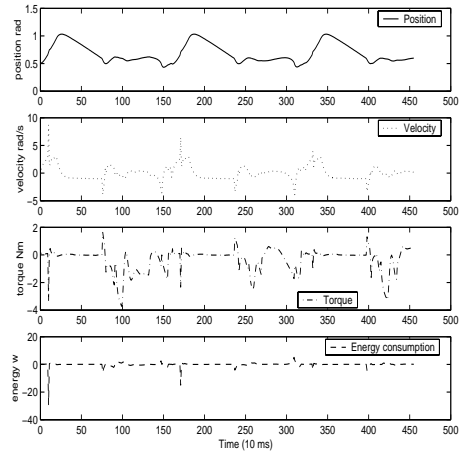 1.5
1
0.5
0
position rad
Position
0 50 100 150 200 250 300 350 400 450 500
10
5
0
-5
velocity rad/s
Velocity
0 50 100 150 200 250 300 350 400 450 500
2
0
-2
-4
torque Nm
Torque
0 50 100 150 200 250 300 350 400 450 500
20
0
-20
-40
energy w
Energy consumption
0 50 100 150 200 250 300 350 400 450 500
Time (10 ms)